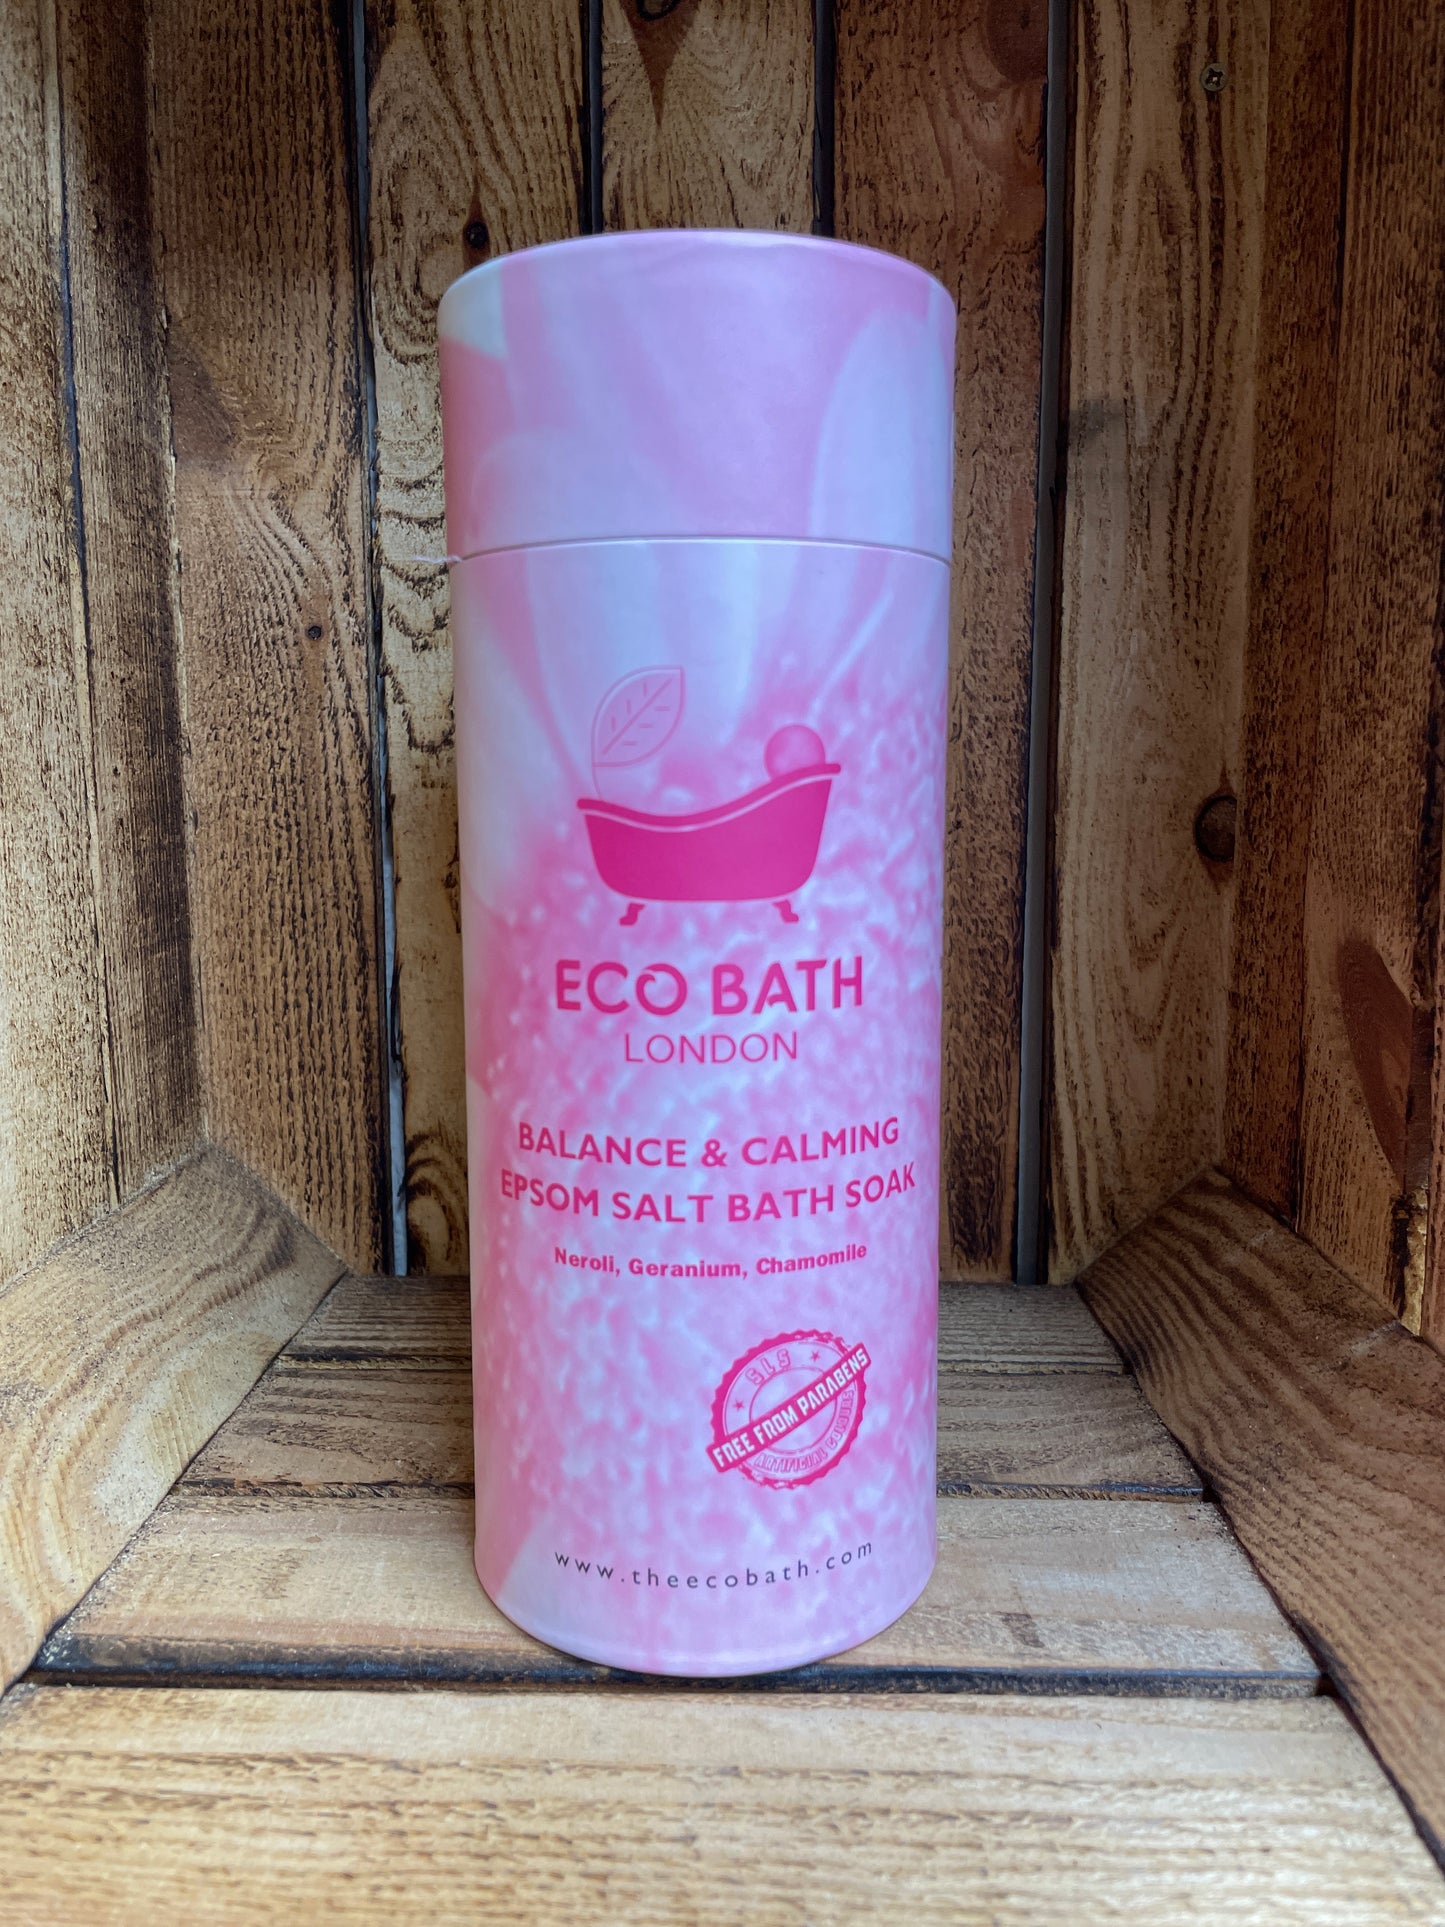 ECO BATH
LONDON
BALANCE & CALMING
EPSOM SALT BATH SOAK
Neroli, Geranium, Chamomile
SLS
FREE FROM PARABENS
ARTIFICIAL COLOURS
www.theecobath.com